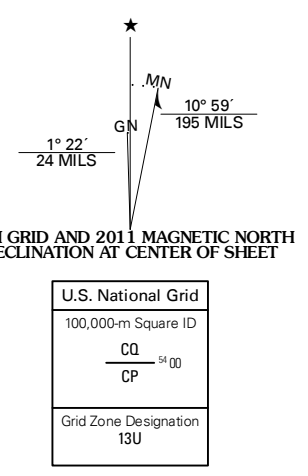 ★
MN
10° 59´
195 MILS
GN
1° 22´
24 MILS
GRID AND 2011 MAGNETIC NORTH
CLINATION AT CENTER OF SHEET
U.S. National Grid
100,000-m Square ID
CQ
54 00
CP
Grid Zone Designation
13U